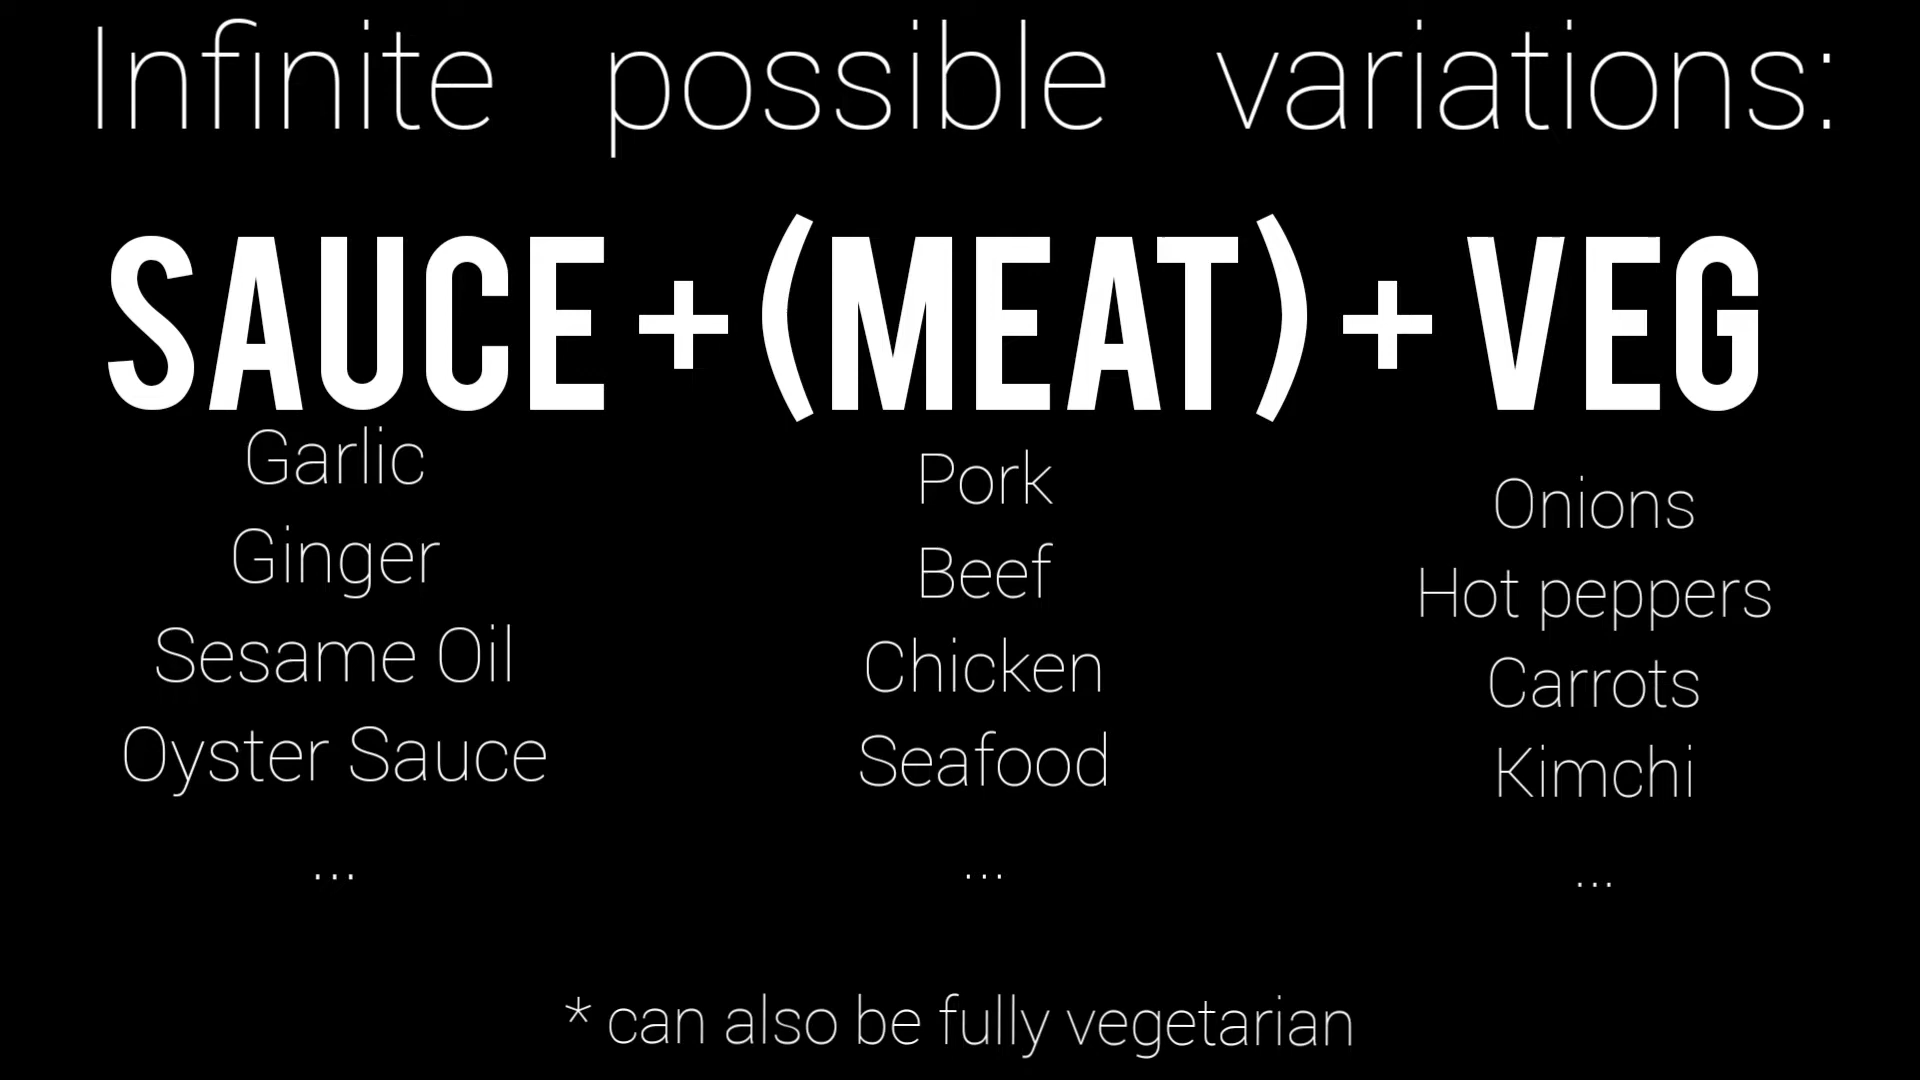 Infinite possible variations:
SAUCE + (MEAT) + VEG
Garlic
Ginger
Sesame Oil
Oyster Sauce
...
Pork
Beef
Chicken
Seafood
...
Onions
Hot peppers
Carrots
Kimchi
...
* can also be fully vegetarian